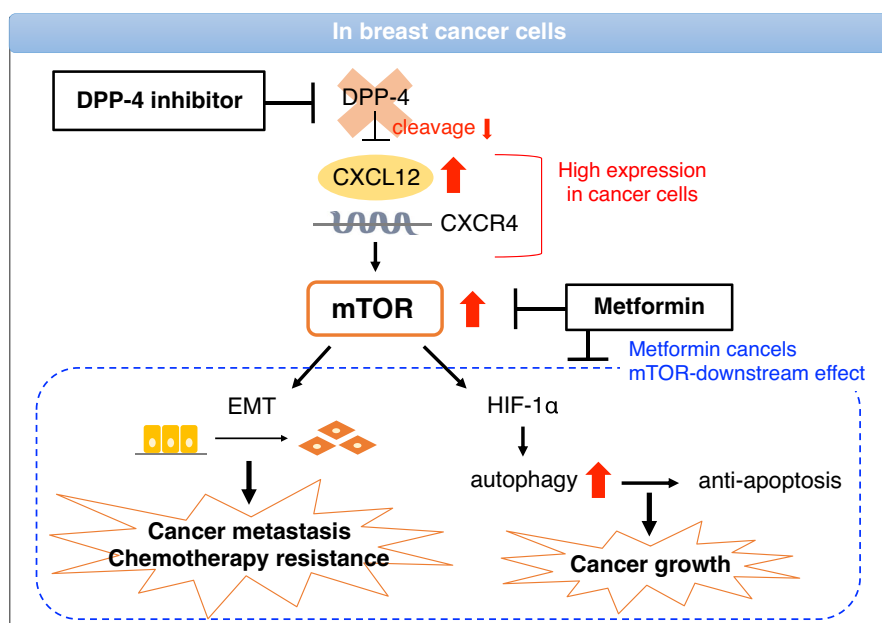 In breast cancer cells
DPP-4 inhibitor
DPP-4
cleavage
CXCL12
High expression
in cancer cells
CXCR4
mTOR
Metformin
Metformin cancels
mTOR-downstream effect
EMT
HIF-1α
autophagy
anti-apoptosis
Cancer metastasis
Chemotherapy resistance
Cancer growth